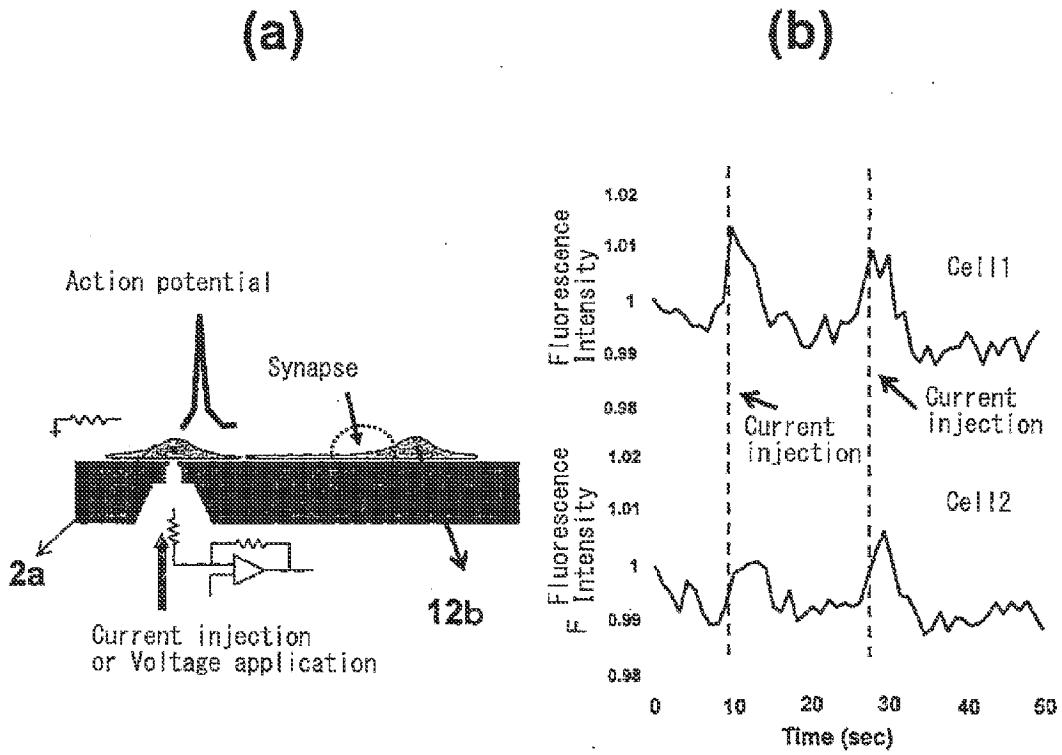 (a)
Action potential
Synapse
2a
12b
Current injection
or Voltage application
(b)
Fluorescence
Intensity
1.02
1.01
1
0.99
0.98
Cell1
Current
injection
Current
injection
Fluorescence
Intensity
F
1.02
1.01
1
0.99
0.98
Cell2
0
10
20
30
40
50
Time (sec)